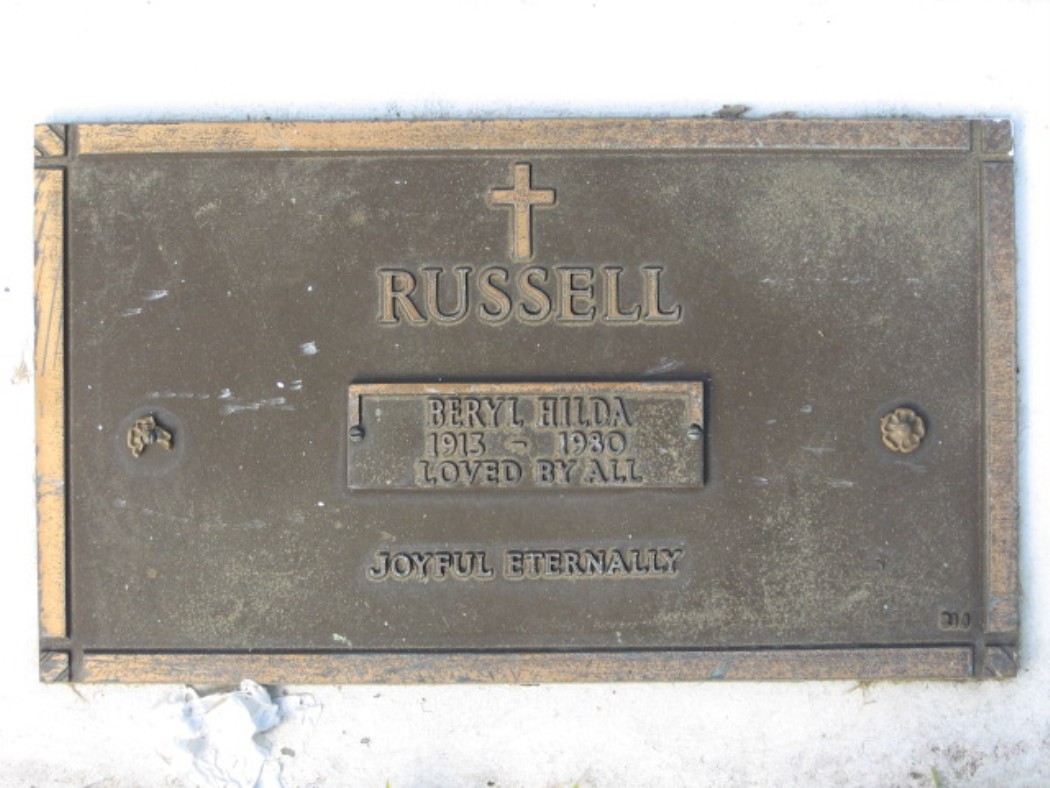 RUSSELL
BERYL HILDA
1913 - 1980
LOVED BY ALL
JOYFUL ETERNALLY